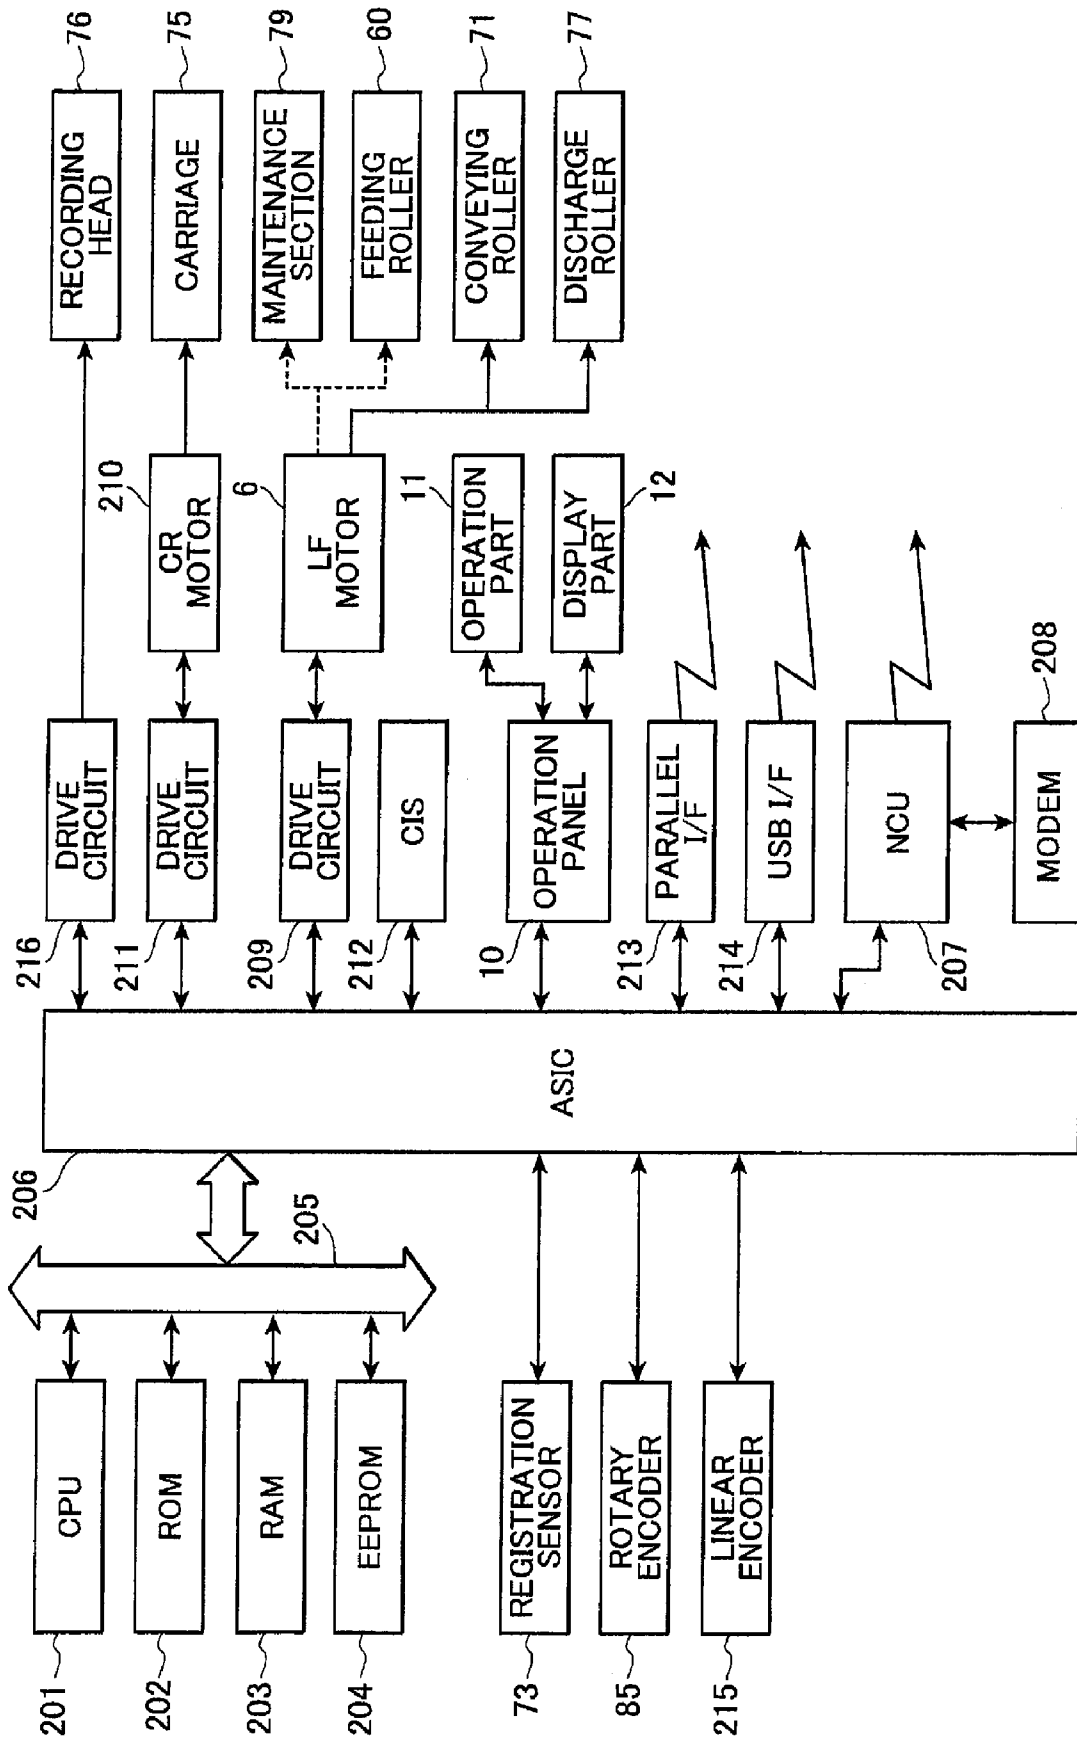 201
CPU
202
ROM
203
RAM
204
EEPROM
205
206
ASIC
73
REGISTRATION
SENSOR
85
ROTARY
ENCODER
215
LINEAR
ENCODER
216
DRIVE
CIRCUIT
RECORDING
HEAD
76
211
DRIVE
CIRCUIT
210
CR
MOTOR
CARRIAGE
75
209
DRIVE
CIRCUIT
6
LF
MOTOR
MAINTENANCE
SECTION
79
FEEDING
ROLLER
60
CONVEYING
ROLLER
71
DISCHARGE
ROLLER
77
212
CIS
10
OPERATION
PANEL
11
OPERATION
PART
DISPLAY
PART
12
213
PARALLEL
I/F
214
USB I/F
207
NCU
MODEM
208